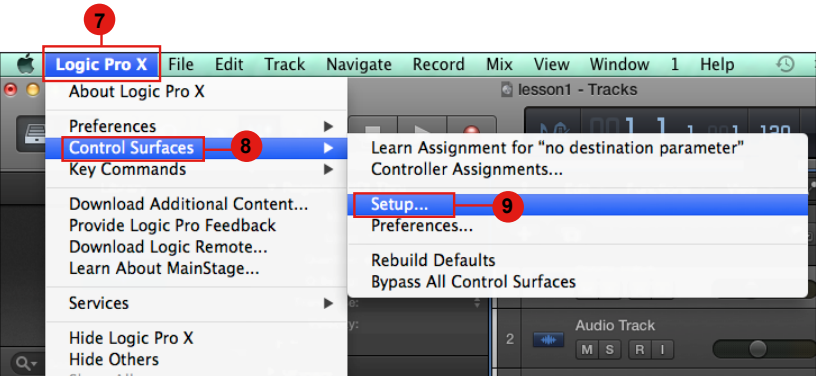 7
Logic Pro X File Edit Track Navigate Record Mix View Window 1 Help
lesson1 - Tracks
About Logic Pro X
Preferences
Control Surfaces 8
Key Commands
Download Additional Content...
Provide Logic Pro Feedback
Download Logic Remote...
Learn About MainStage...
Services
Hide Logic Pro X
Hide Others
Learn Assignment for "no destination parameter"
Controller Assignments...
Setup... 9
Preferences...
Rebuild Defaults
Bypass All Control Surfaces
2 Audio Track
M S R I